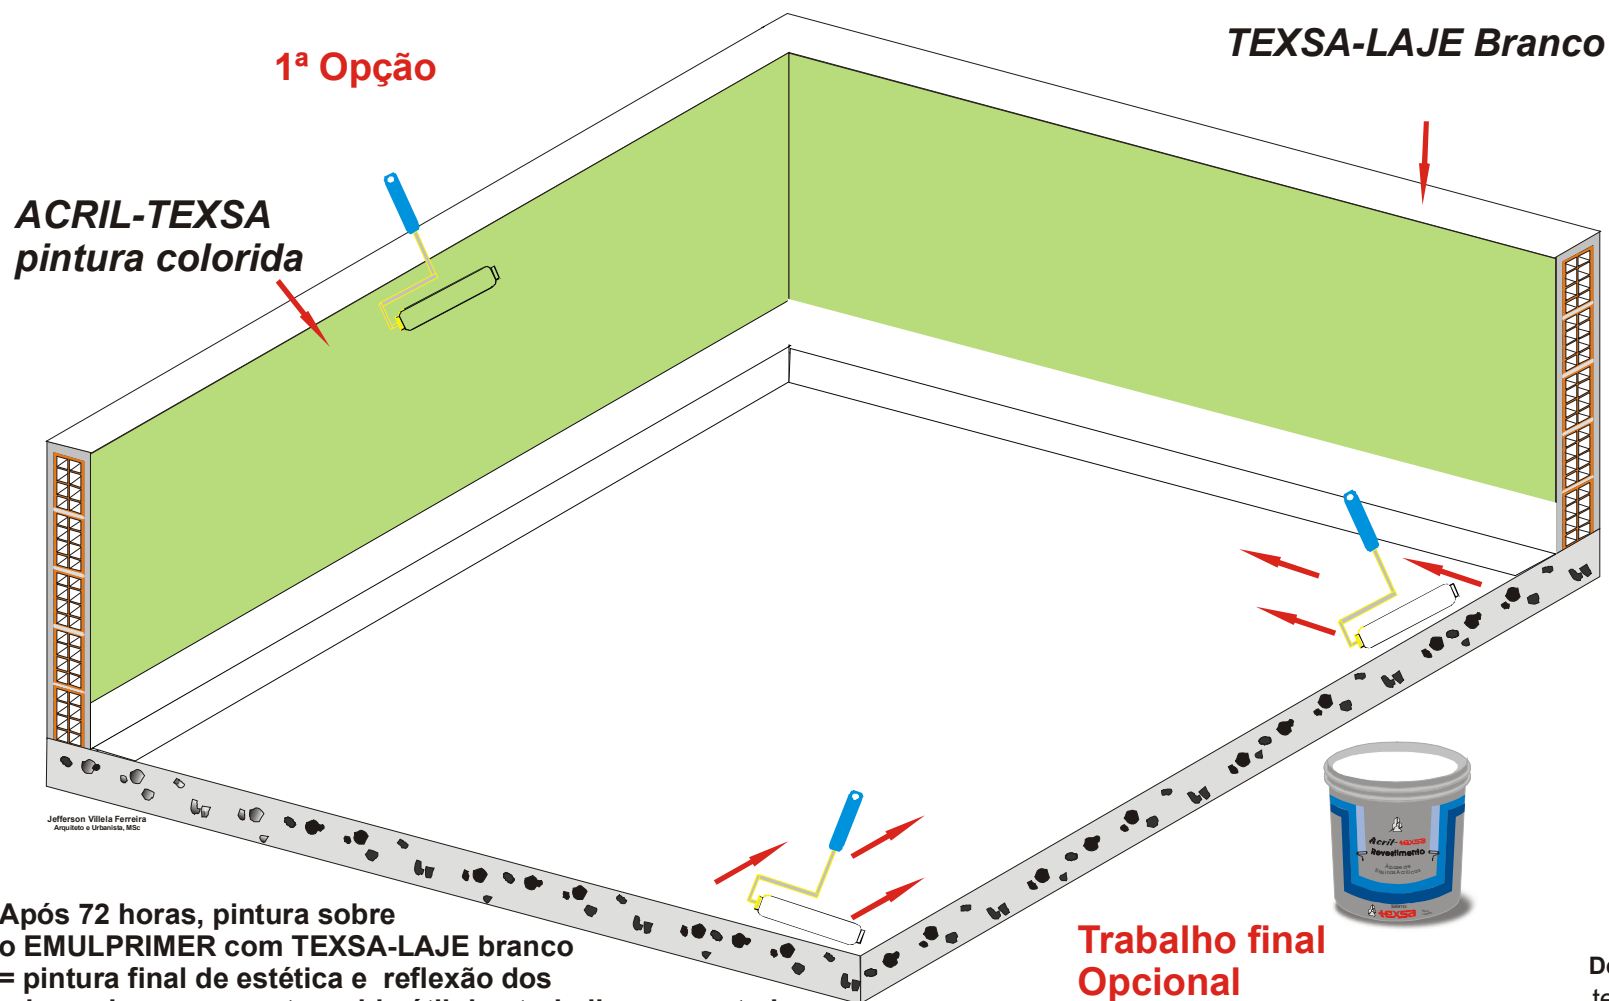 1ª Opção
TEXSA-LAJE Branco
ACRIL-TEXSA
pintura colorida
Jefferson Villela Ferreira
Arquiteto e Urbanista, MSc
Acril-texsa
Revestimento
Resinas Acrílicas
texsa
Após 72 horas, pintura sobre
o EMULPRIMER com TEXSA-LAJE branco
= pintura final de estética e reflexão dos
Trabalho final
Opcional